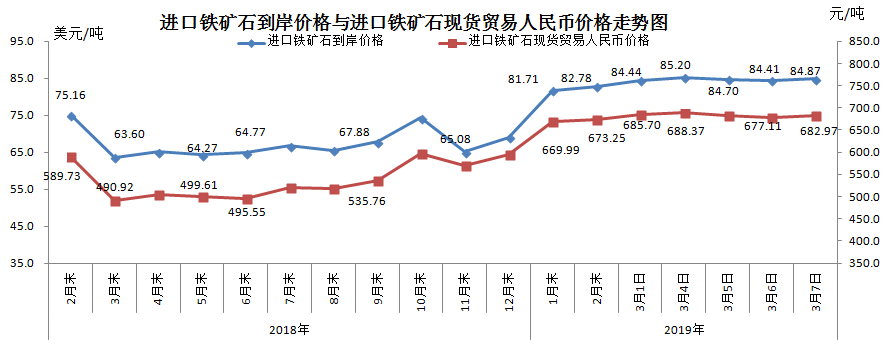 进口铁矿石到岸价格与进口铁矿石现货贸易人民币价格走势图
美元/吨
元/吨
进口铁矿石到岸价格
进口铁矿石现货贸易人民币价格
95.0
85.0
75.0
65.0
55.0
45.0
35.0
850.0
800.0
750.0
700.0
650.0
600.0
550.0
500.0
450.0
400.0
350.0
75.16
63.60
64.27
64.77
67.88
65.08
81.71
82.78
84.44
85.20
84.70
84.41
84.87
589.73
490.92
499.61
495.55
535.76
669.99
673.25
685.70
688.37
677.11
682.97
2月末
3月末
4月末
5月末
6月末
7月末
8月末
9月末
10月末
11月末
12月末
1月末
2月末
3月1日
3月4日
3月5日
3月6日
3月7日
2018年
2019年